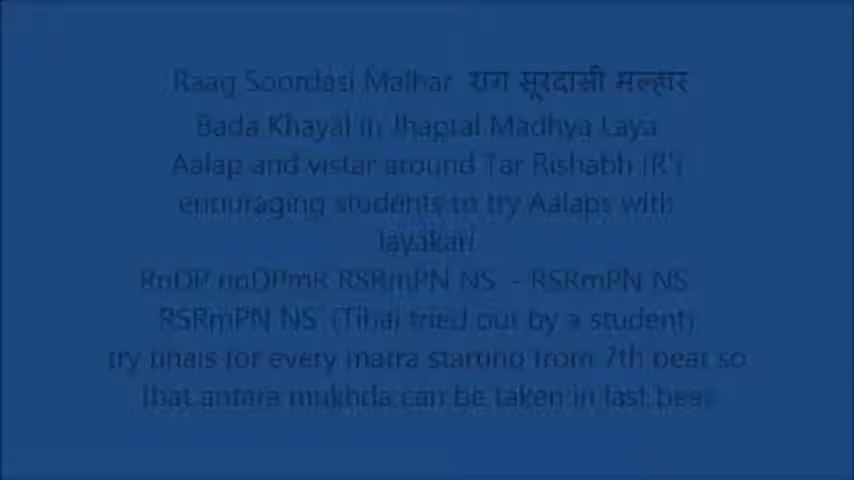 Raag Soordasi Malhar राग सूरदासी मल्हार
Bada Khayal in Jhaptal Madhya Laya
Aalap and vistar around Tar Rishabh (R')
enouraging students to try Aalaps with
layakari
RnDP nnDPmR RSRmPN NS' - RSRmPN NS'
RSRmPN NS' (Tihai tried out by a student)
try tihais for every matra starting from 7th beat so
that antara mukhda can be taken in last beat